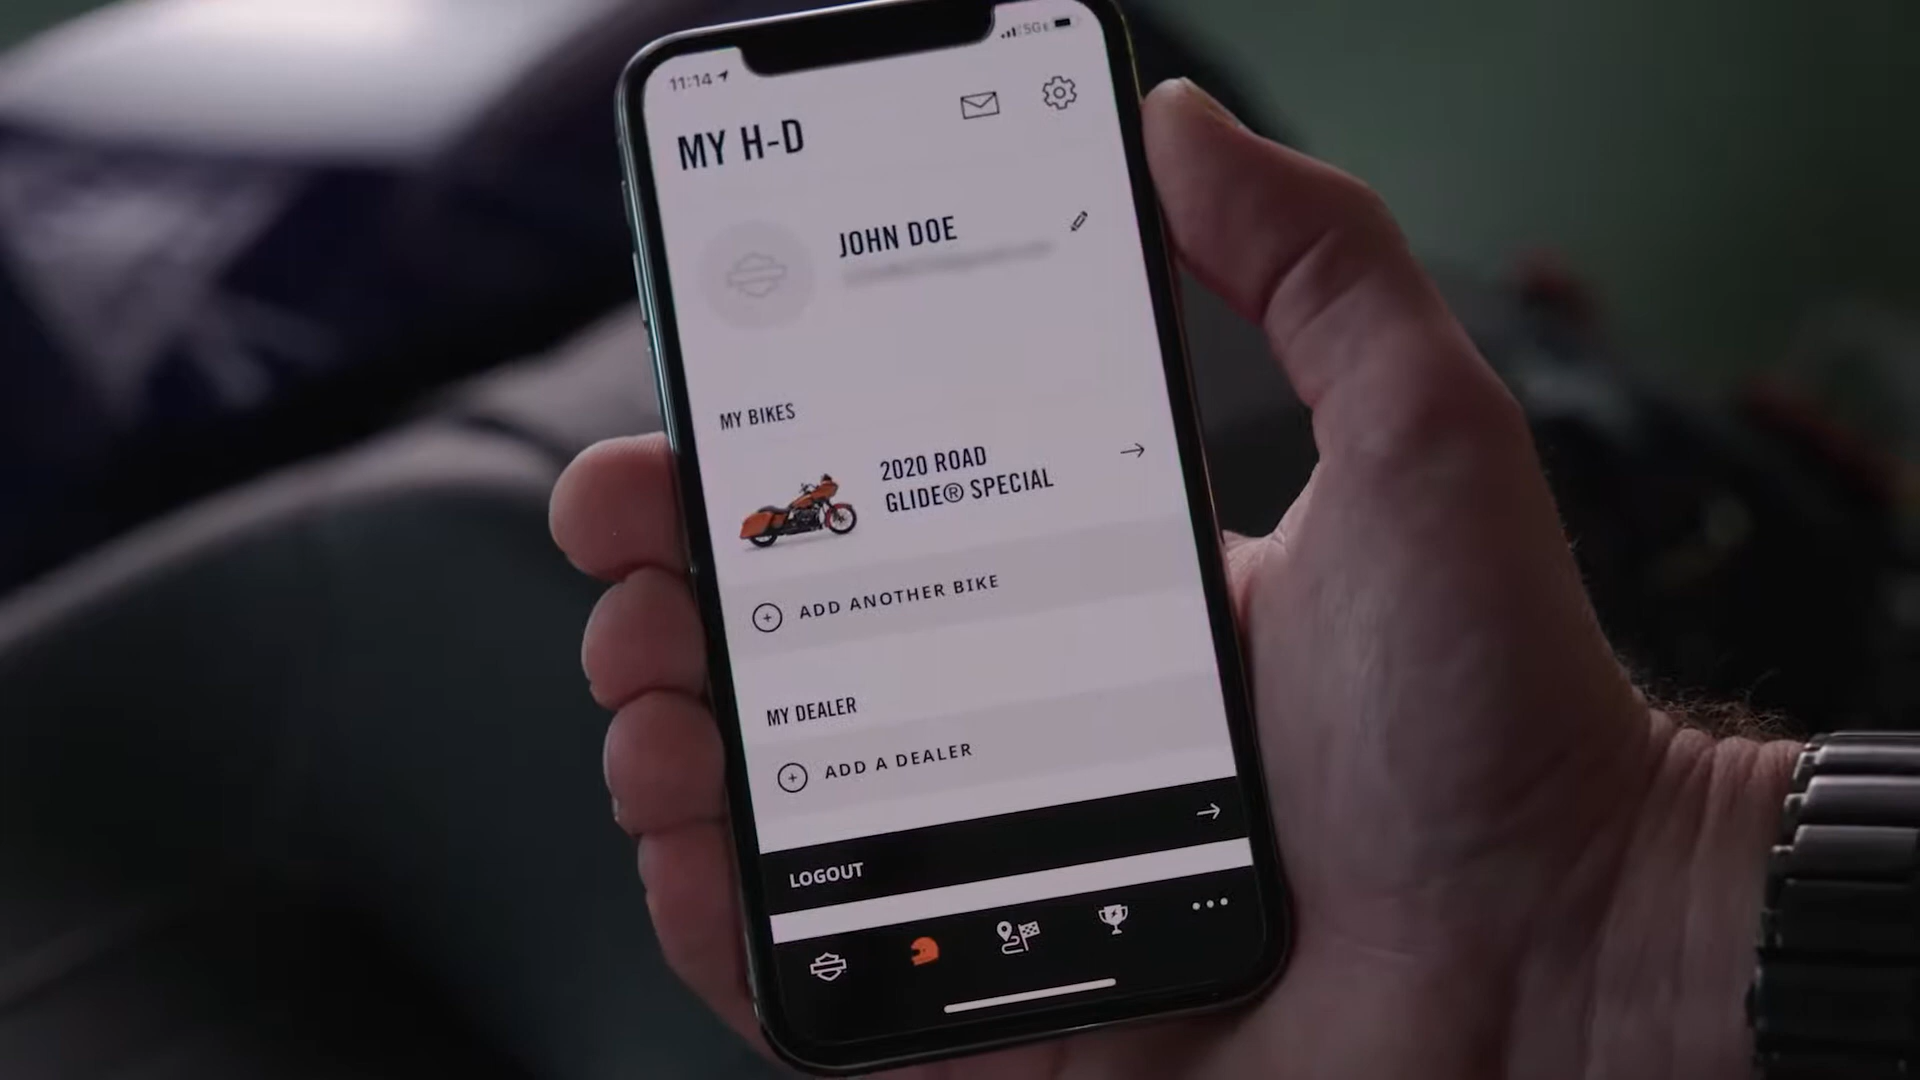 11:14
5GE
MY H-D
JOHN DOE
MY BIKES
2020 ROAD
GLIDE® SPECIAL
ADD ANOTHER BIKE
MY DEALER
ADD A DEALER
LOGOUT